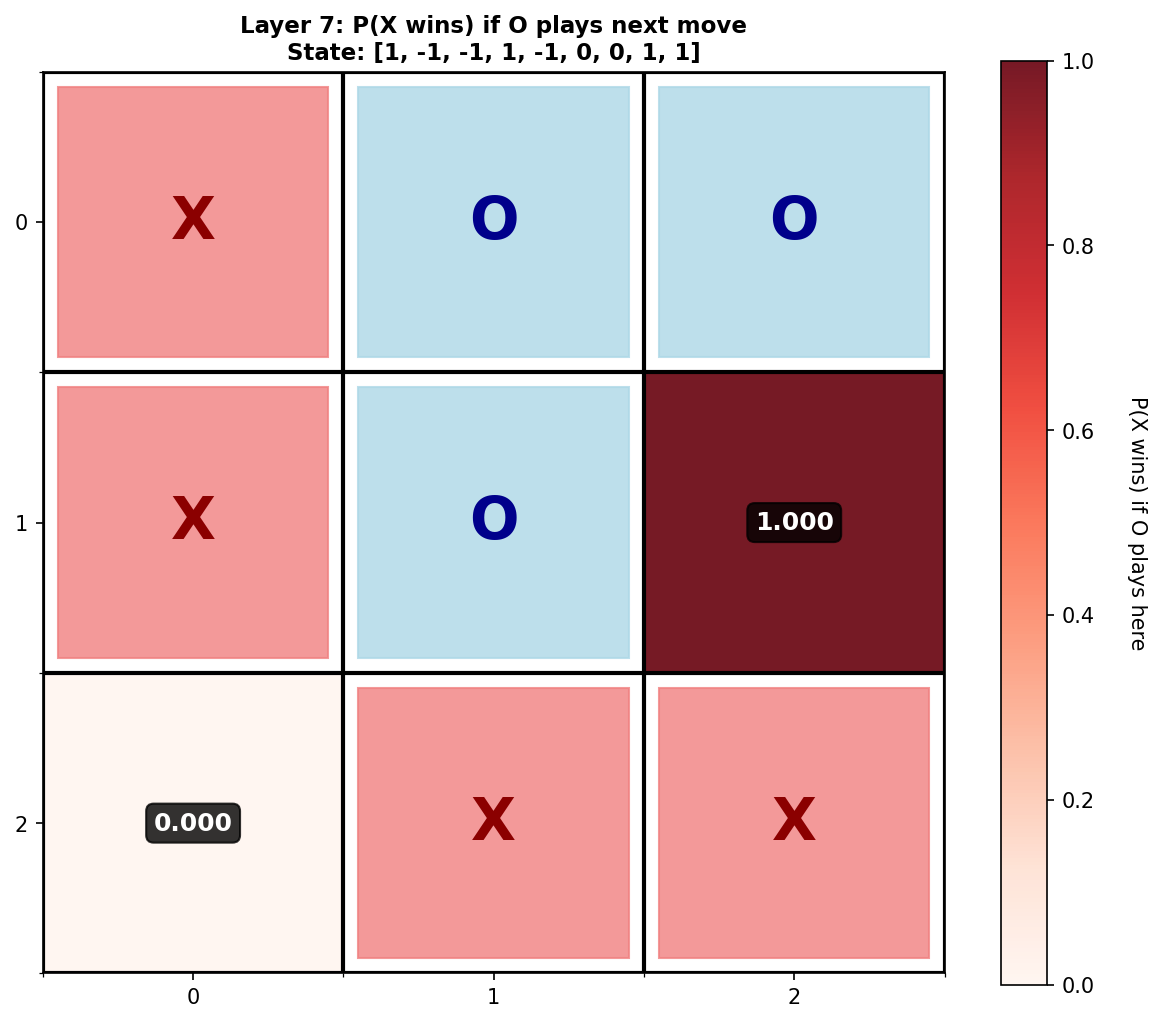 Layer 7: P(X wins) if O plays next move
State: [1, -1, -1, 1, -1, 0, 0, 1, 1]
0
X
O
O
1
X
O
1.000
2
0.000
X
X
0
1
2
1.0
0.8
0.6
0.4
0.2
0.0
P(X wins) if O plays here